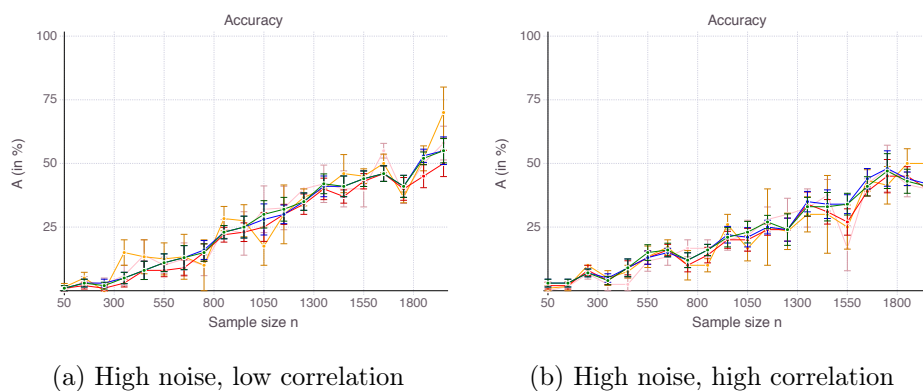 Accuracy
100
75
50
25
A (in %)
50 300 550 800 1050 1300 1550 1800
Sample size n
(a) High noise, low correlation
Accuracy
100
75
50
25
A (in %)
50 300 550 800 1050 1300 1550 1800
Sample size n
(b) High noise, high correlation